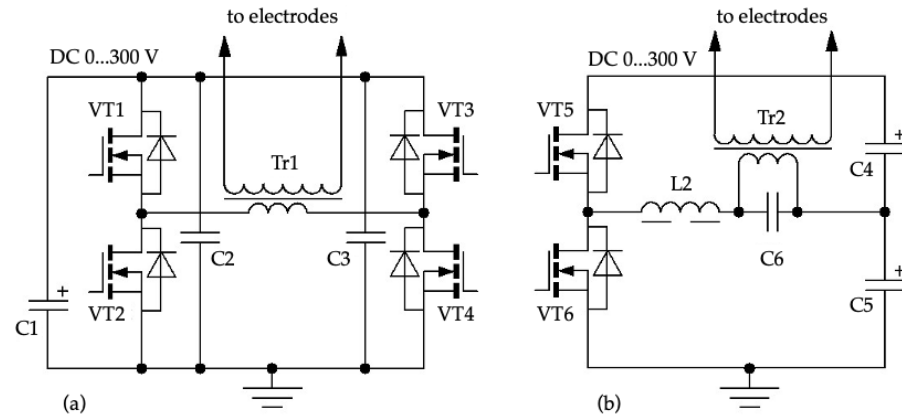 to electrodes
DC 0...300 V
VT1
VT3
Tr1
C2
C3
C1
+
VT2
VT4
(a)
to electrodes
DC 0...300 V
VT5
Tr2
+
C4
L2
C6
+
C5
VT6
(b)